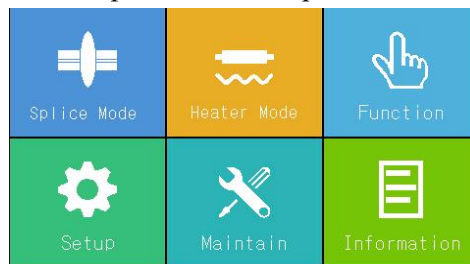 Splice Mode
Heater Mode
Function
Setup
Maintain
Information